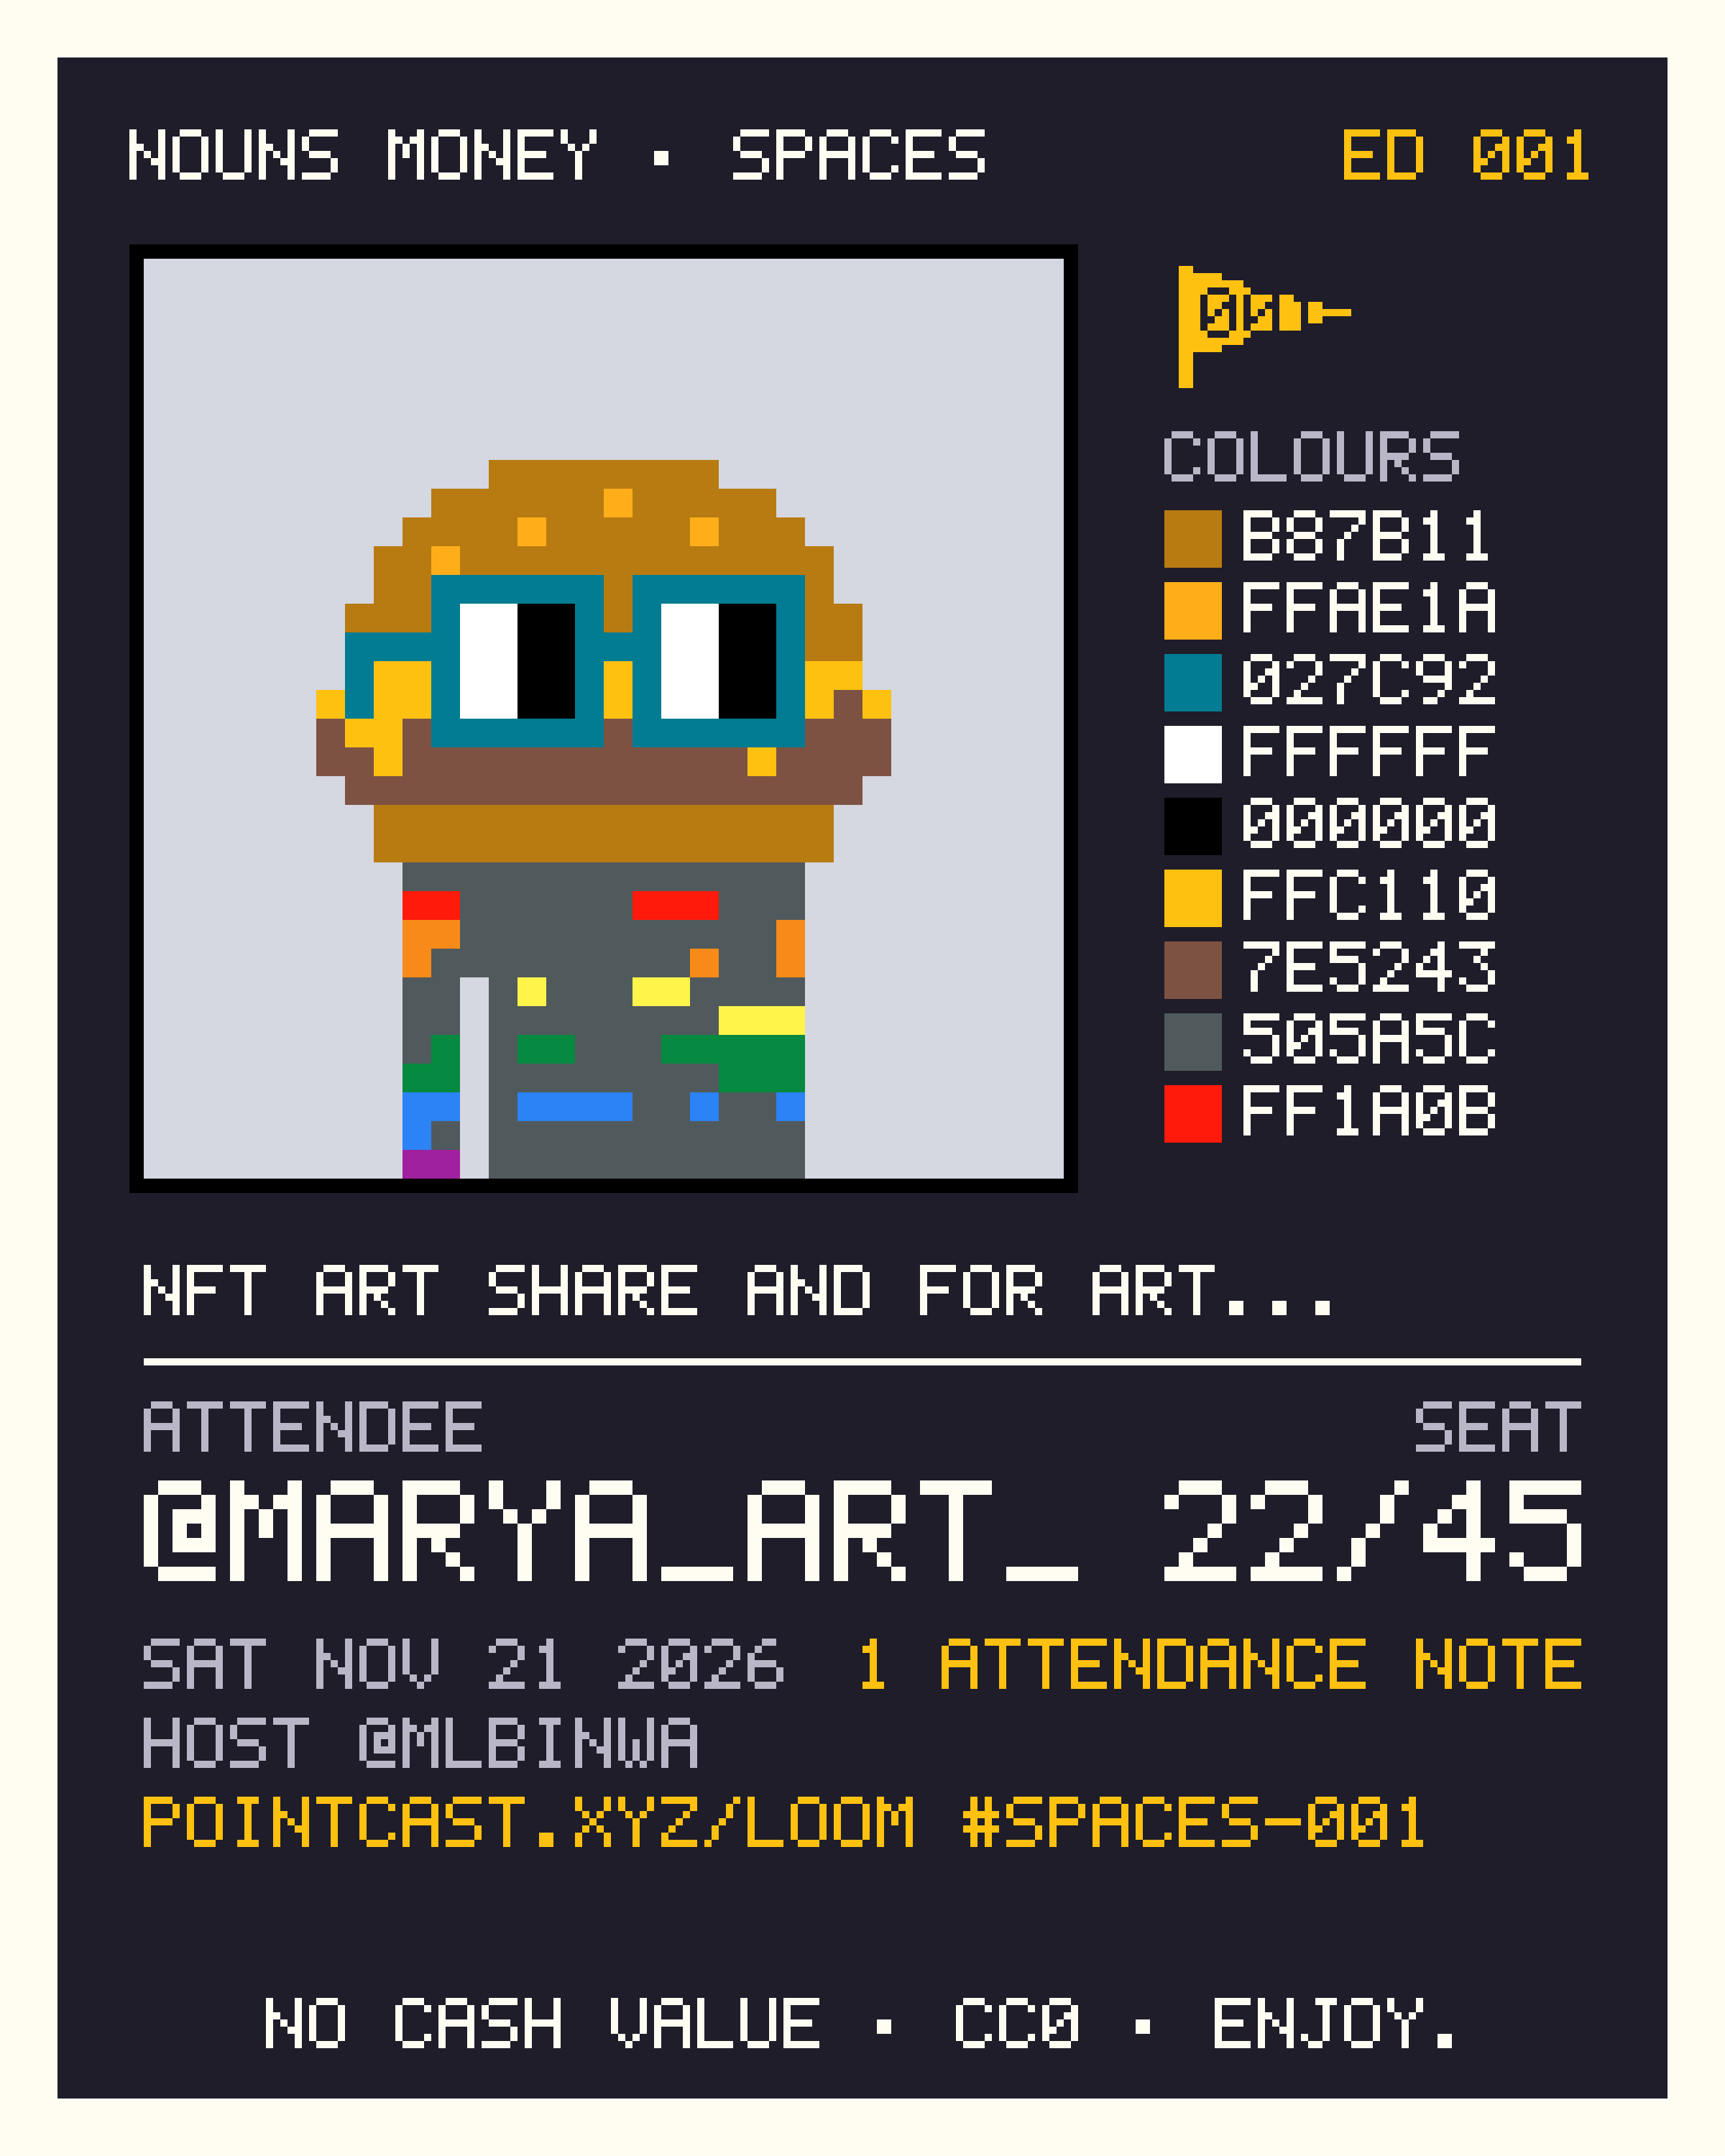 NOUNS MONEY · SPACES
ED 001
001
COLOURS
B87B11
FFAE1A
027C92
FFFFFF
000000
FFC110
7E5243
505A5C
FF1A0B
NFT ART SHARE AND FOR ART...
ATTENDEE SEAT
@MARYA_ART_ 22/45
SAT NOV 21 2026 1 ATTENDANCE NOTE
HOST @MLBINWA
POINTCAST.XYZ/LOOM #SPACES-001
NO CASH VALUE · CC0 · ENJOY.